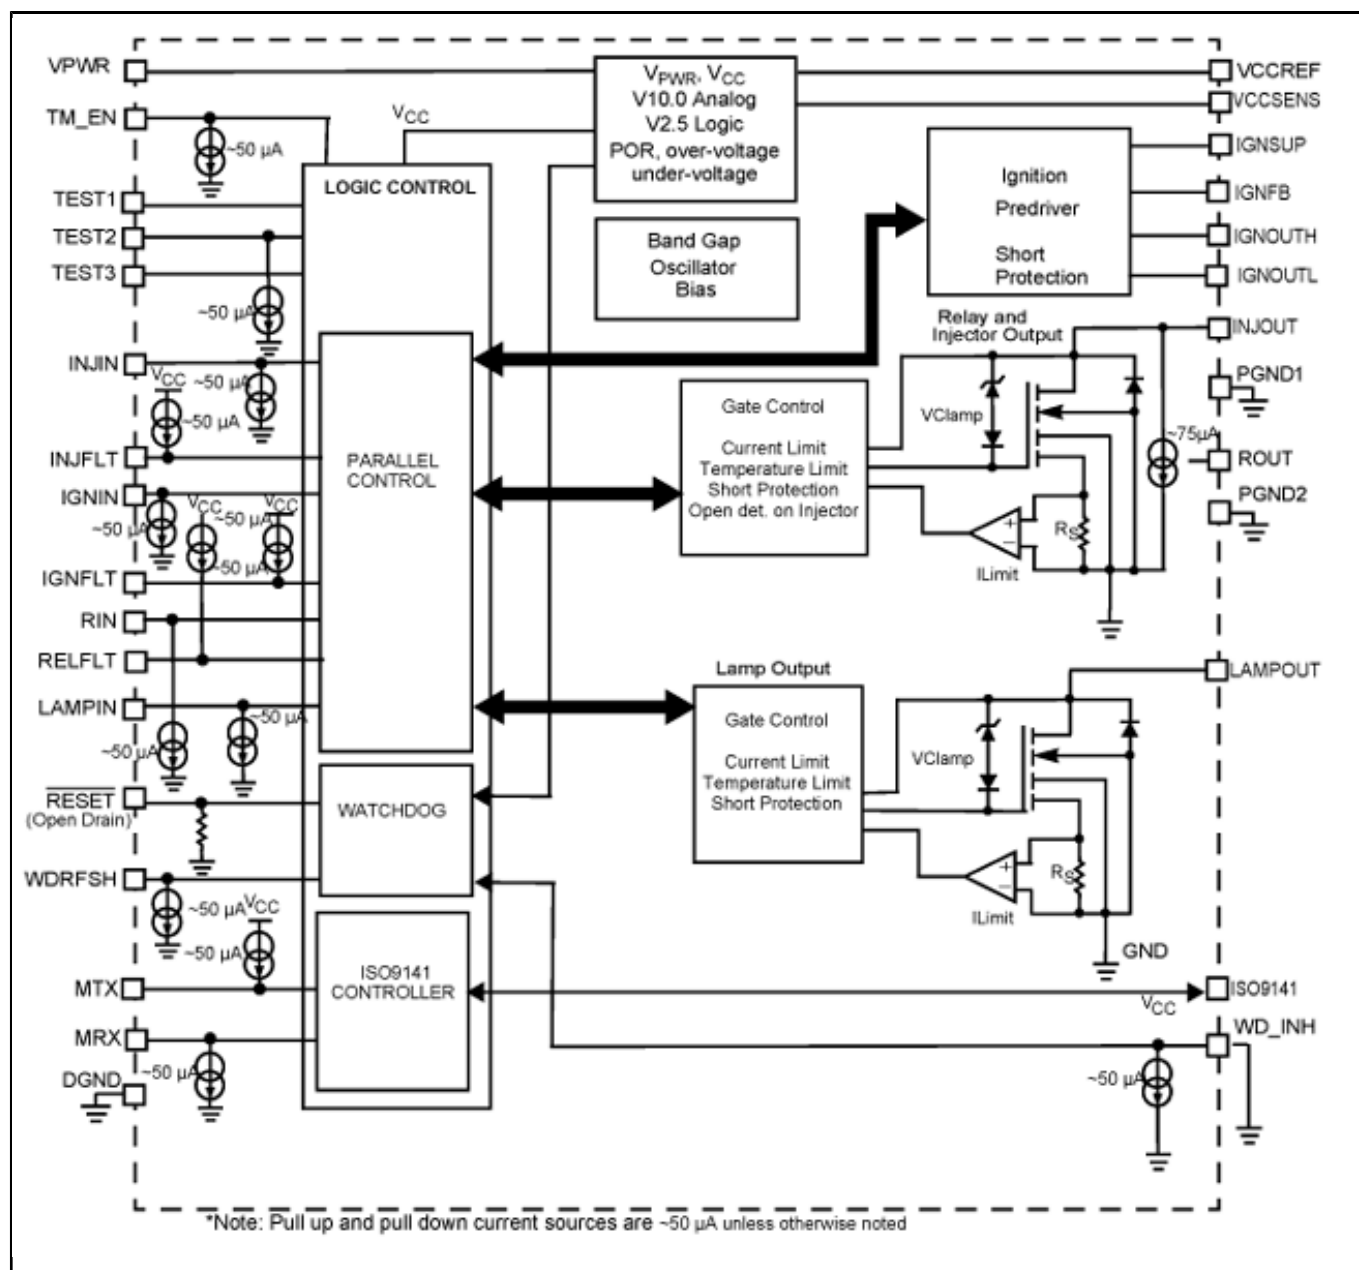 VPWR
TM_EN
~50 µA
TEST1
TEST2
TEST3
~50 µA
INJIN
~50 µA
VCC
~50 µA
INJFLT
IGNIN
~50 µA
VCC
~50 µA
VCC
~50 µA
IGNFLT
RIN
RELFLT
LAMPIN
~50 µA
~50 µA
RESET
(Open Drain)
WDRFSH
~50 µA
VCC
~50 µA
MTX
MRX
~50 µA
DGND
VCC
LOGIC CONTROL
PARALLEL
CONTROL
WATCHDOG
ISO9141
CONTROLLER
VPWR, VCC
V10.0 Analog
V2.5 Logic
POR, over-voltage
under-voltage
Band Gap
Oscillator
Bias
Ignition
Predriver
Short
Protection
Relay and
Injector Output
Gate Control
Current Limit
Temperature Limit
Short Protection
Open det. on Injector
VClamp
RS
+
–
ILimit
~75µA
Lamp Output
Gate Control
Current Limit
Temperature Limit
Short Protection
VClamp
RS
+
–
ILimit
GND
VCC
~50 µA
VCCREF
VCCSENS
IGNSUP
IGNFB
IGNOUTH
IGNOUTL
INJOUT
PGND1
ROUT
PGND2
LAMPOUT
ISO9141
WD_INH
*Note: Pull up and pull down current sources are ~50 µA unless otherwise noted